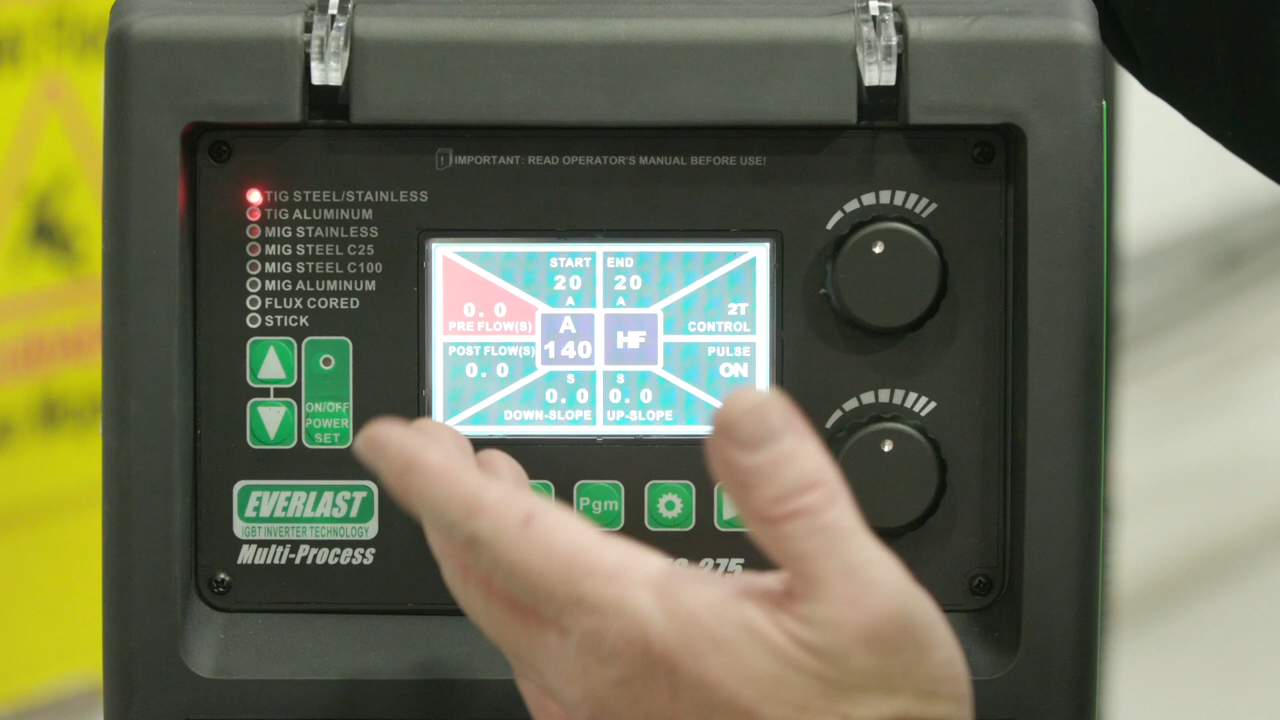 IMPORTANT: READ OPERATOR'S MANUAL BEFORE USE!
TIG STEEL/STAINLESS
TIG ALUMINUM
MIG STAINLESS
MIG STEEL C25
MIG STEEL C100
MIG ALUMINUM
FLUX CORED
STICK
ON/OFF
POWER
SET
EVERLAST
IGBT INVERTER TECHNOLOGY
Multi-Process
START
20
A
END
20
A
0.0
PRE FLOW(S)
2T
CONTROL
A
140
HF
POST FLOW(S)
0.0
PULSE
ON
S
0.0
DOWN-SLOPE
S
0.0
UP-SLOPE
Pgm
275